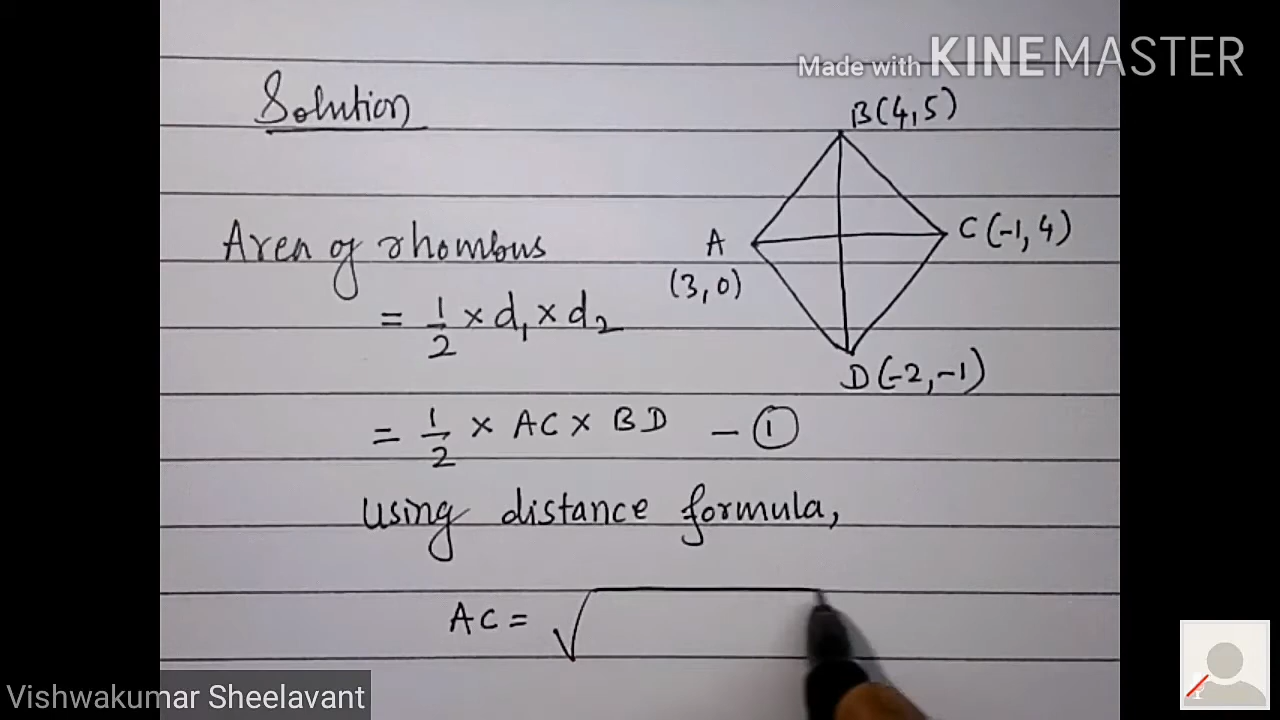 Made with KINEMASTER
Solution
B(4,5)
Area of rhombus
A
C(-1, 4)
(3, 0)
= 1/2 × d₁ × d₂
D(-2, -1)
= 1/2 × AC × BD - ①
using distance formula,
AC = √
Vishwakumar Sheelavant